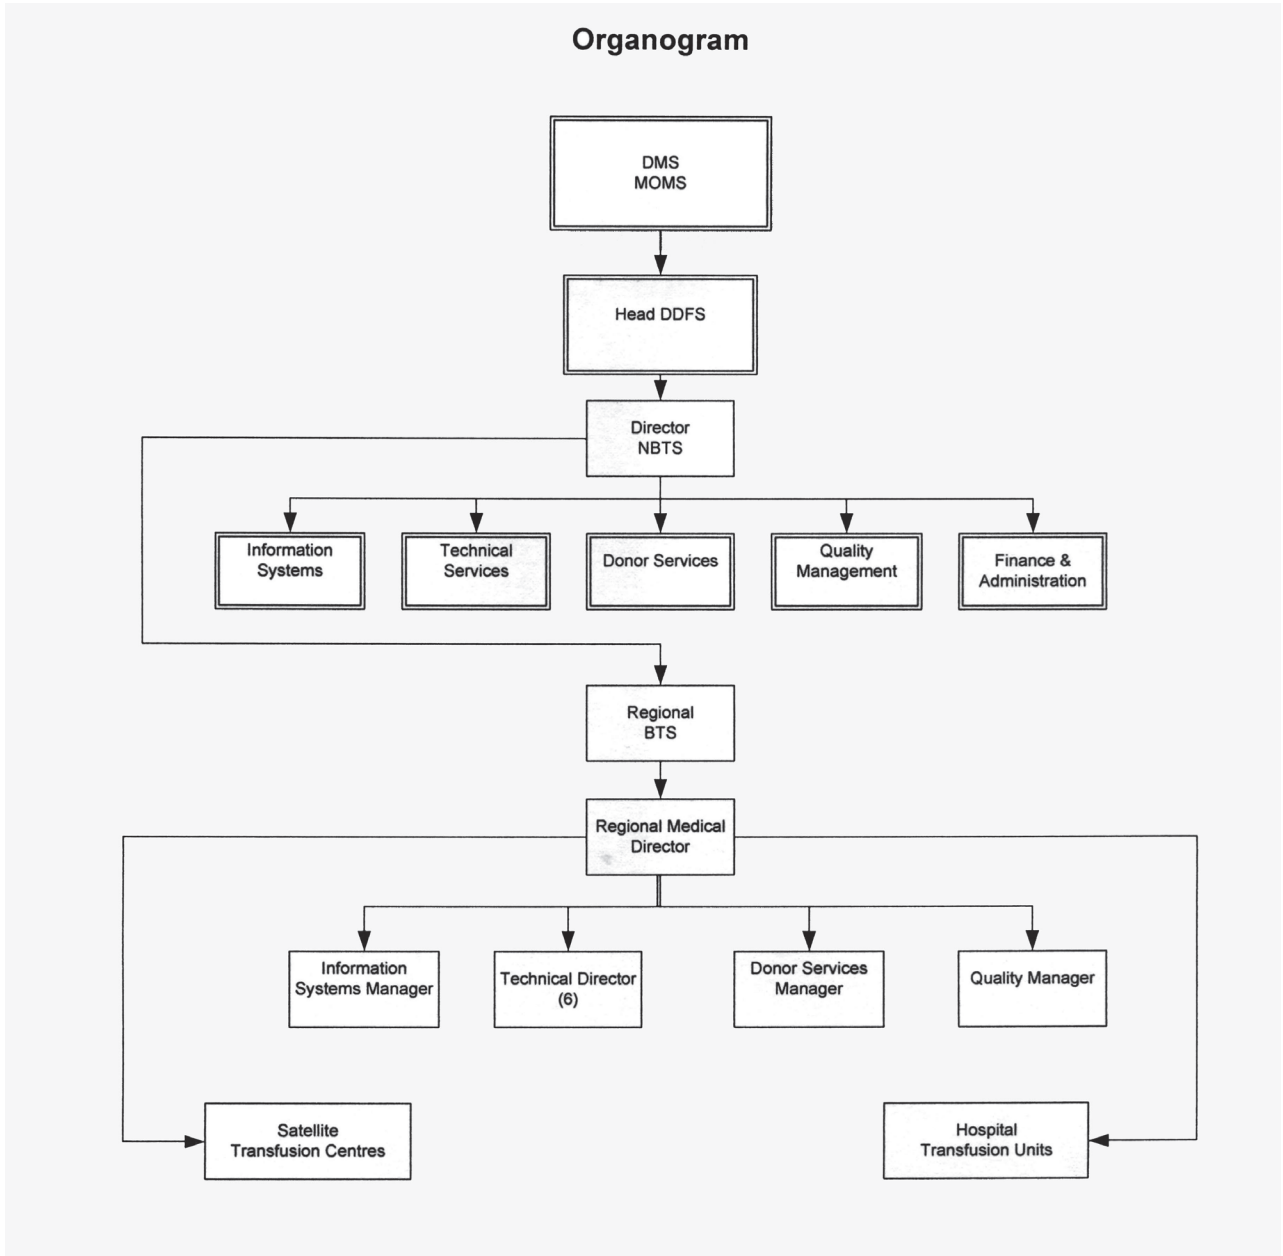 Organogram
DMS
MOMS
Head DDFS
Director
NBTS
Information
Systems
Technical
Services
Donor Services
Quality
Management
Finance &
Administration
Regional
BTS
Regional Medical
Director
Information
Systems Manager
Technical Director
(6)
Donor Services
Manager
Quality Manager
Satellite
Transfusion Centres
Hospital
Transfusion Units